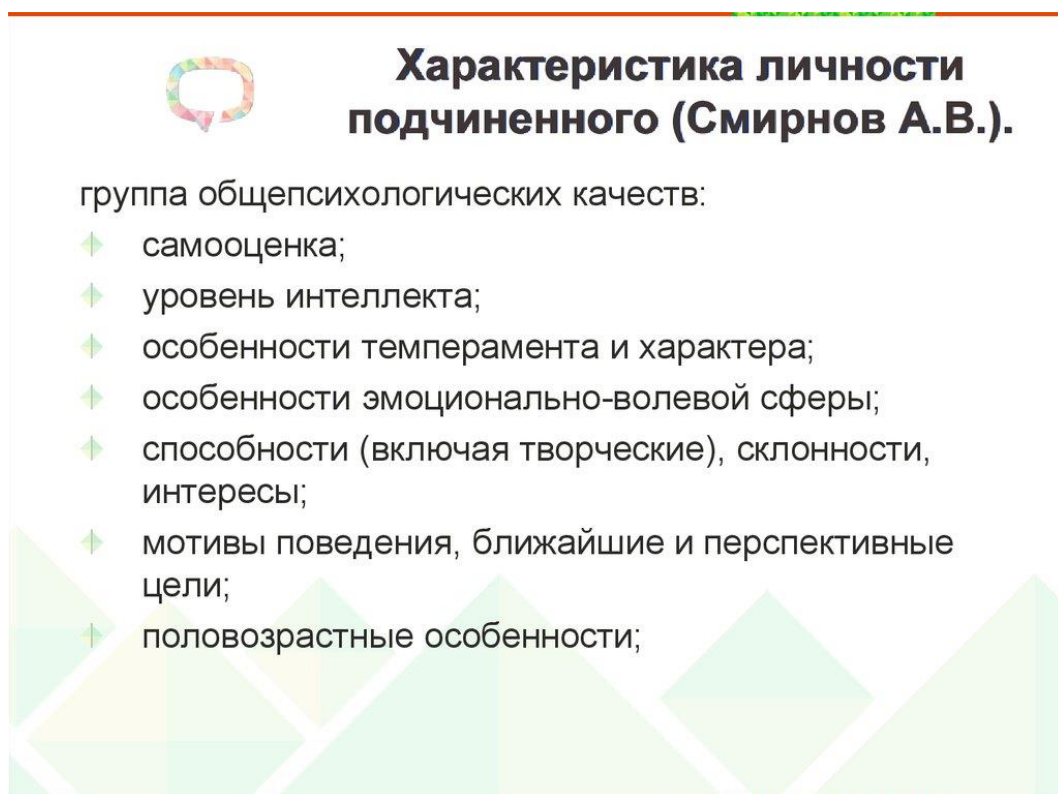 Характеристика личности
подчиненного (Смирнов А.В.).
группа общепсихологических качеств:
самооценка;
уровень интеллекта;
особенности темперамента и характера;
особенности эмоционально-волевой сферы;
способности (включая творческие), склонности,
интересы;
мотивы поведения, ближайшие и перспективные
цели;
половозрастные особенности;